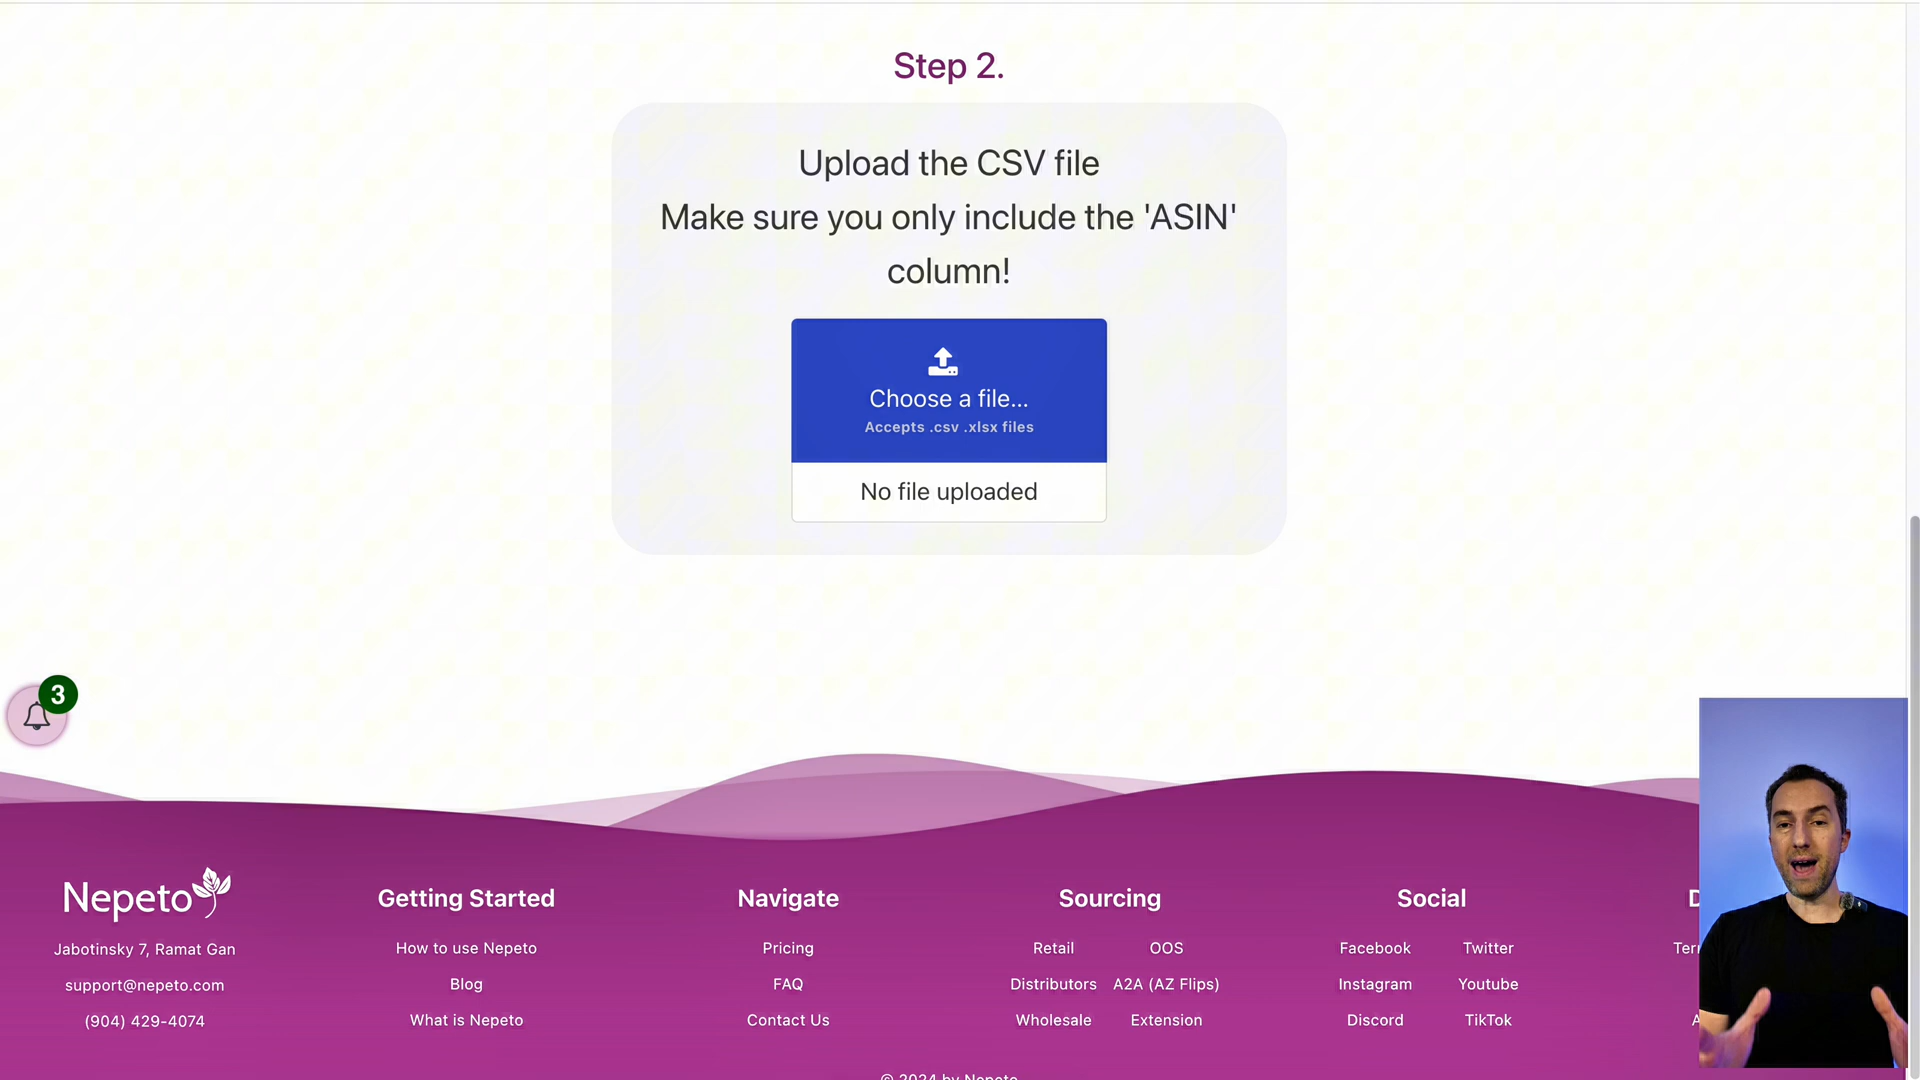 Step 2.
Upload the CSV file
Make sure you only include the 'ASIN'
column!
Choose a file...
Accepts .csv .xlsx files
No file uploaded
3
Nepeto
Jabotinsky 7, Ramat Gan
support@nepeto.com
(904) 429-4074
Getting Started
How to use Nepeto
Blog
What is Nepeto
Navigate
Pricing
FAQ
Contact Us
Sourcing
Retail OOS
Distributors A2A (AZ Flips)
Wholesale Extension
Social
Facebook Twitter
Instagram Youtube
Discord TikTok
© 2024 by Nepeto